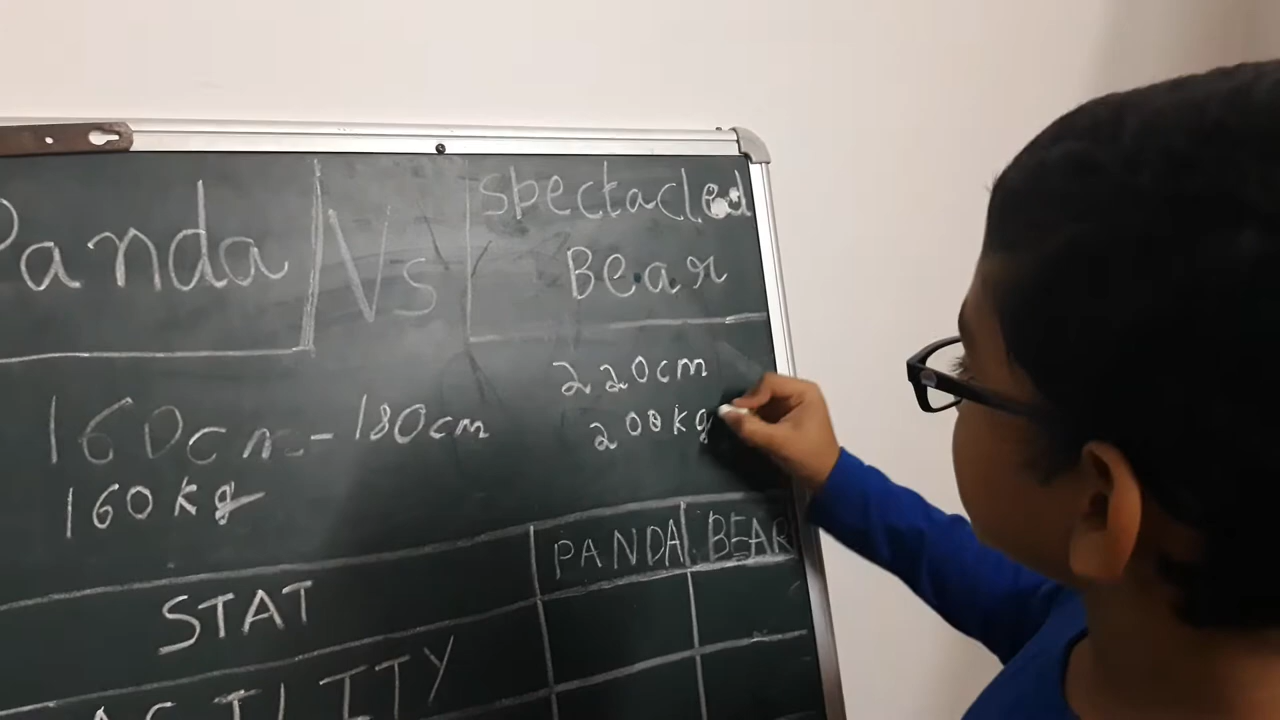 Panda Vs Spectacled
Bear
160cm - 180cm 220cm
160kg 200kg
STAT PANDA BEAR